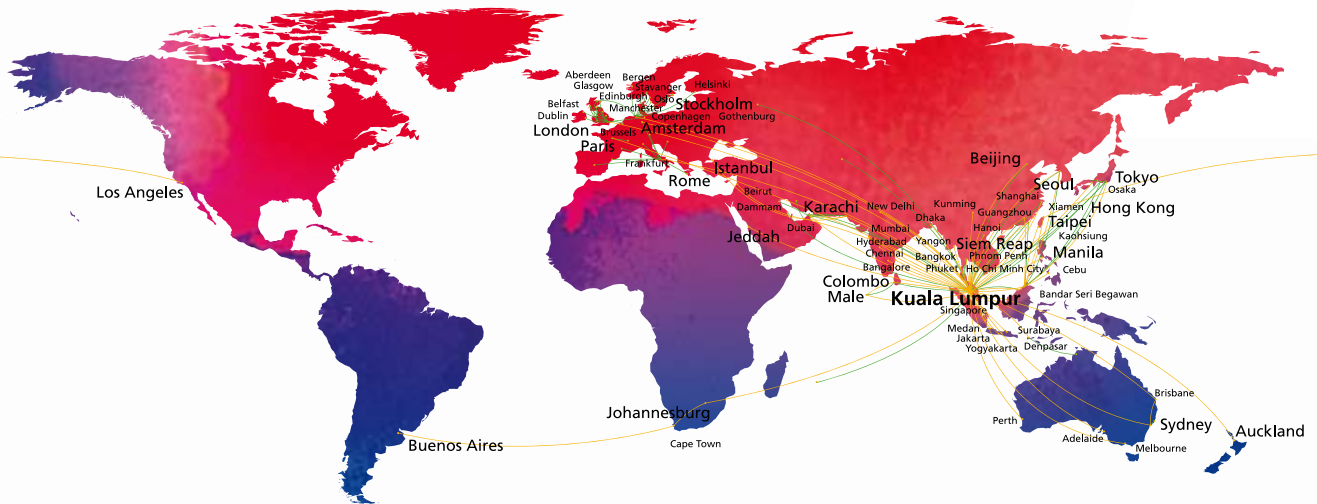 Aberdeen
Bergen
Glasgow
Stavanger
Helsinki
Edinburgh
Oslo
Belfast
Manchester
Stockholm
Dublin
Copenhagen
Gothenburg
London
Brussels
Amsterdam
Paris
Frankfurt
Istanbul
Rome
Beijing
Los Angeles
Seoul
Tokyo
Osaka
Beirut
Shanghai
Dammam
Karachi
New Delhi
Kunming
Xiamen
Hong Kong
Guangzhou
Dhaka
Taipei
Dubai
Mumbai
Hanoi
Kaohsiung
Jeddah
Hyderabad
Yangon
Siem Reap
Chennai
Bangkok
Phnom Penh
Manila
Bangalore
Phuket
Ho Chi Minh City
Cebu
Colombo
Male
Kuala Lumpur
Bandar Seri Begawan
Singapore
Medan
Surabaya
Jakarta
Yogyakarta
Denpasar
Brisbane
Johannesburg
Perth
Sydney
Auckland
Adelaide
Buenos Aires
Cape Town
Melbourne